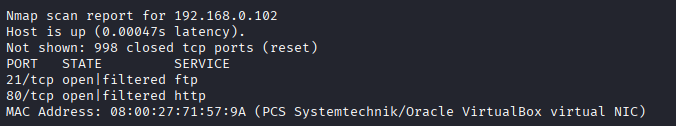 Nmap scan report for 192.168.0.102
Host is up (0.00047s latency).
Not shown: 998 closed tcp ports (reset)
PORT   STATE         SERVICE
21/tcp open|filtered ftp
80/tcp open|filtered http
MAC Address: 08:00:27:71:57:9A (PCS Systemtechnik/Oracle VirtualBox virtual NIC)